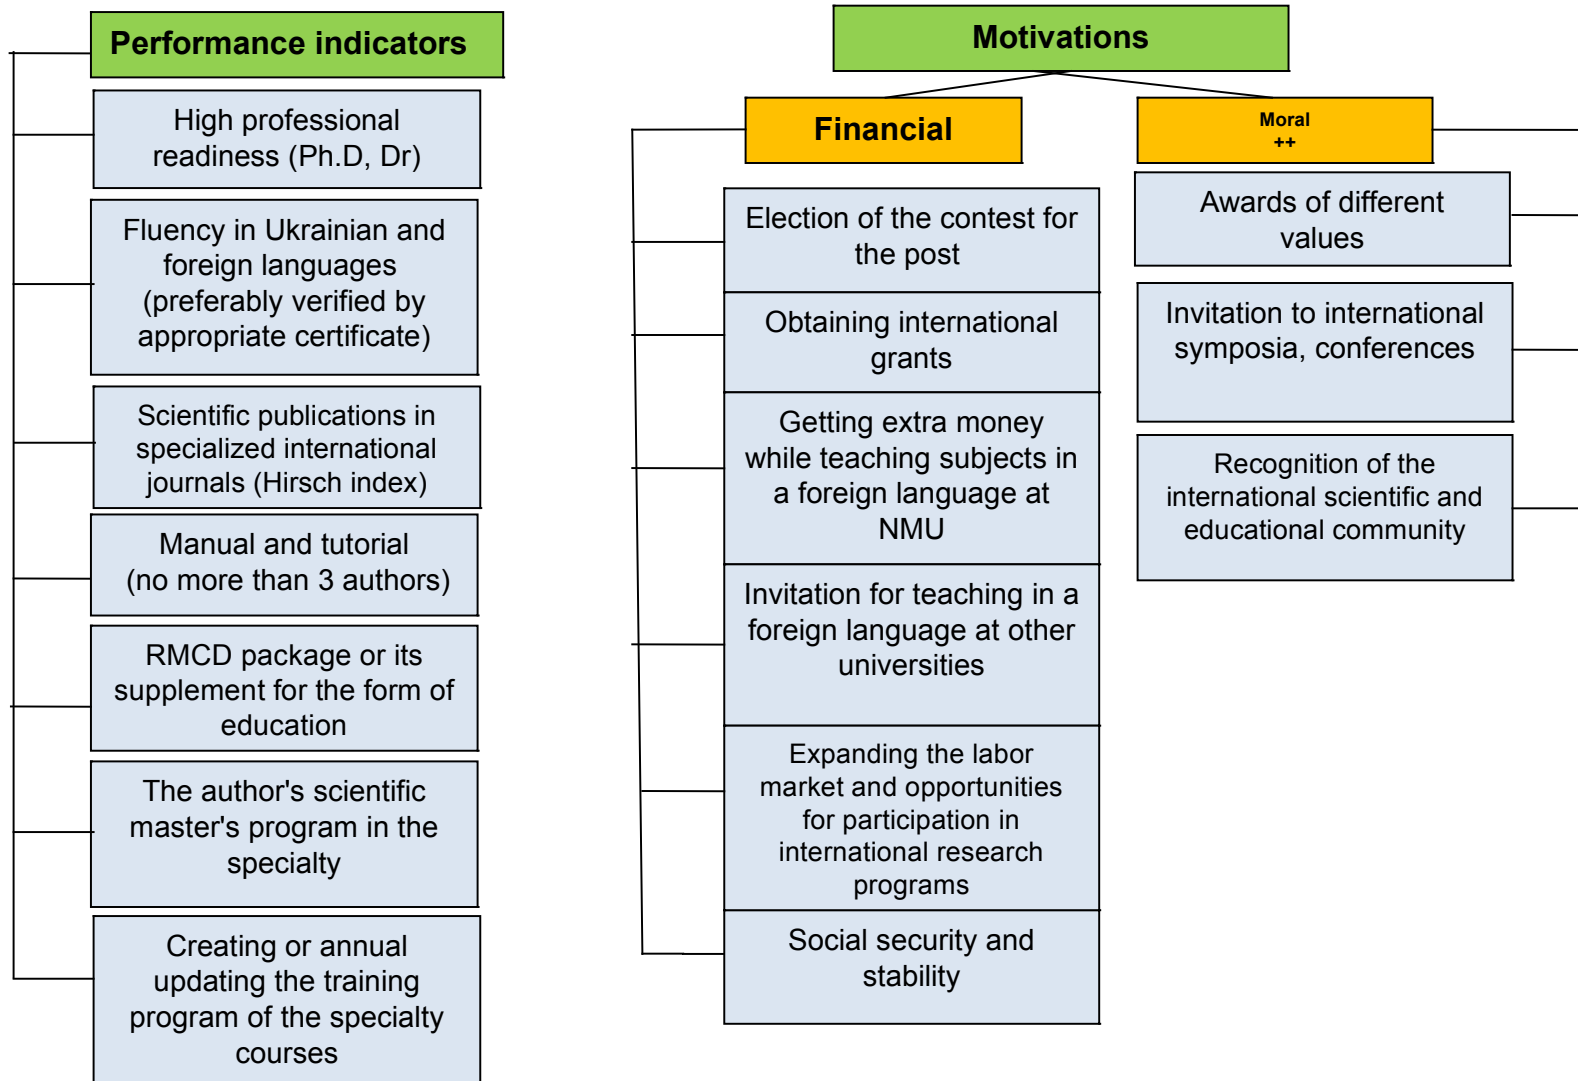 Performance indicators
High professional
readiness (Ph.D, Dr)
Fluency in Ukrainian and
foreign languages
(preferably verified by
appropriate certificate)
Scientific publications in
specialized international
journals (Hirsch index)
Manual and tutorial
(no more than 3 authors)
RMCD package or its
supplement for the form of
education
The author's scientific
master's program in the
specialty
Creating or annual
updating the training
program of the specialty
courses
Motivations
Financial
Election of the contest for
the post
Obtaining international
grants
Getting extra money
while teaching subjects in
a foreign language at
NMU
Invitation for teaching in a
foreign language at other
universities
Expanding the labor
market and opportunities
for participation in
international research
programs
Social security and
stability
Moral
++
Awards of different
values
Invitation to international
symposia, conferences
Recognition of the
international scientific and
educational community